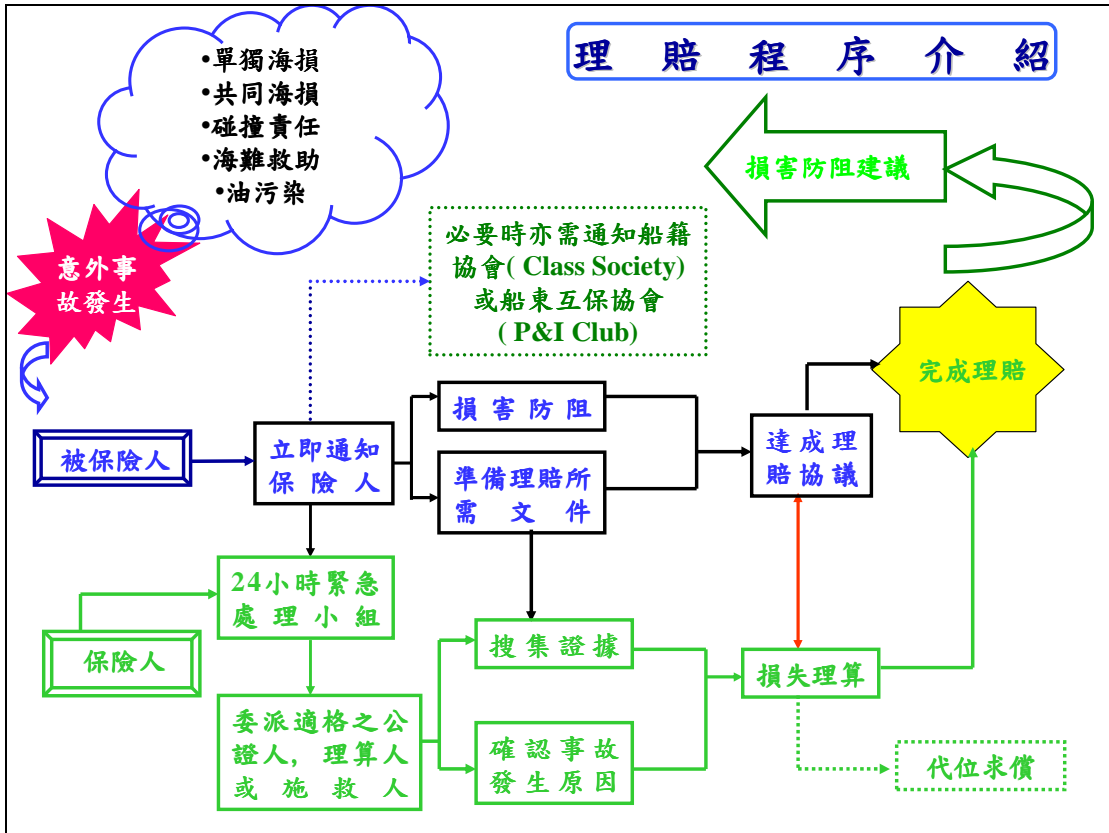 理賠程序介紹
•單獨海損
•共同海損
•碰撞責任
•海難救助
•油污染
損害防阻建議
意外事
故發生
必要時亦需通知船籍
協會( Class Society)
或船東互保協會
( P&I Club)
完成理賠
被保險人
立即通知
保險人
損害防阻
準備理賠所
需文件
達成理
賠協議
24小時緊急
處理小組
保險人
搜集證據
損失理算
委派適格之公
證人，理算人
或施救人
確認事故
發生原因
代位求償